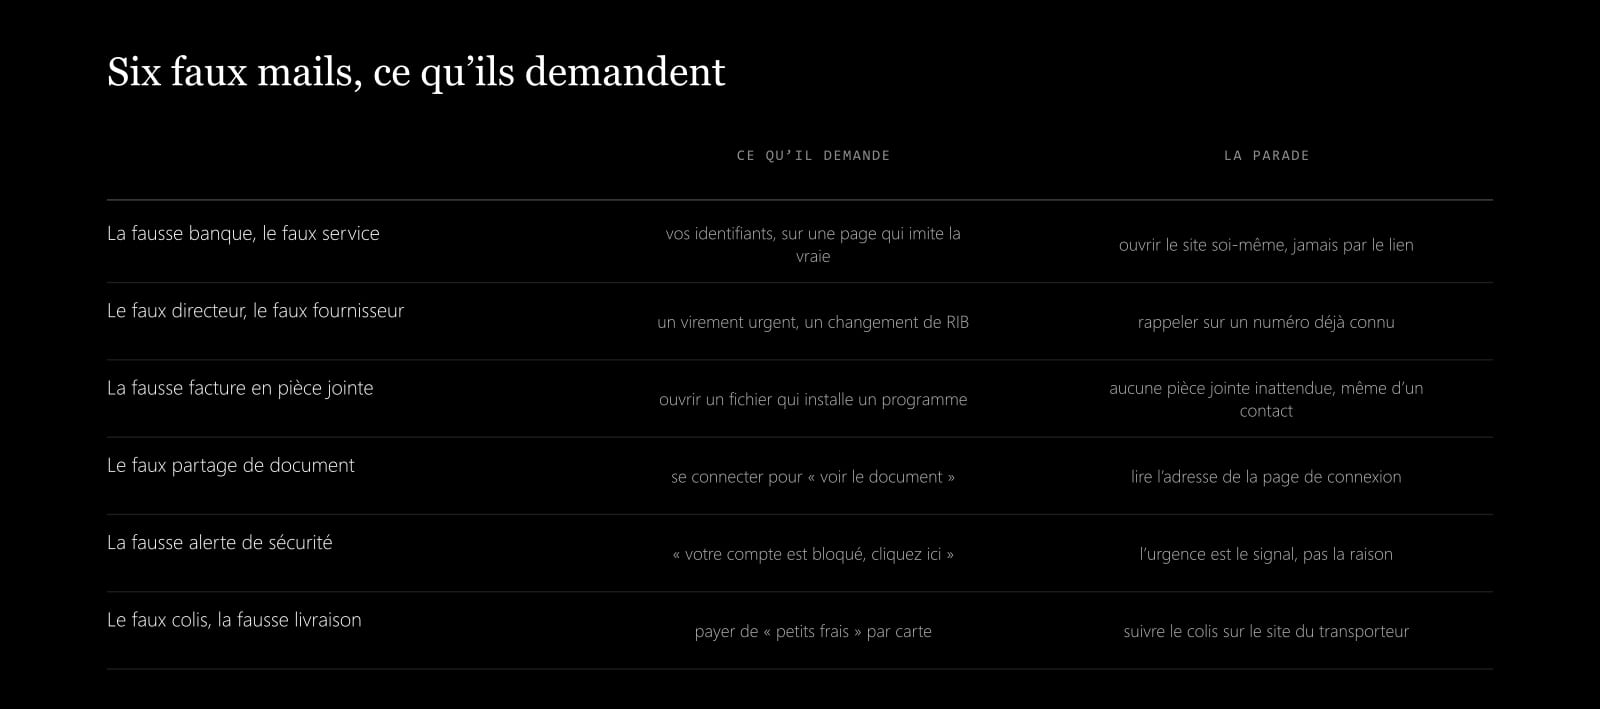 Six faux mails, ce qu’ils demandent
CE QU’IL DEMANDE
LA PARADE
La fausse banque, le faux service
vos identifiants, sur une page qui imite la
vraie
ouvrir le site soi-même, jamais par le lien
Le faux directeur, le faux fournisseur
un virement urgent, un changement de RIB
rappeler sur un numéro déjà connu
La fausse facture en pièce jointe
ouvrir un fichier qui installe un programme
aucune pièce jointe inattendue, même d’un
contact
Le faux partage de document
se connecter pour « voir le document »
lire l’adresse de la page de connexion
La fausse alerte de sécurité
« votre compte est bloqué, cliquez ici »
l’urgence est le signal, pas la raison
Le faux colis, la fausse livraison
payer de « petits frais » par carte
suivre le colis sur le site du transporteur